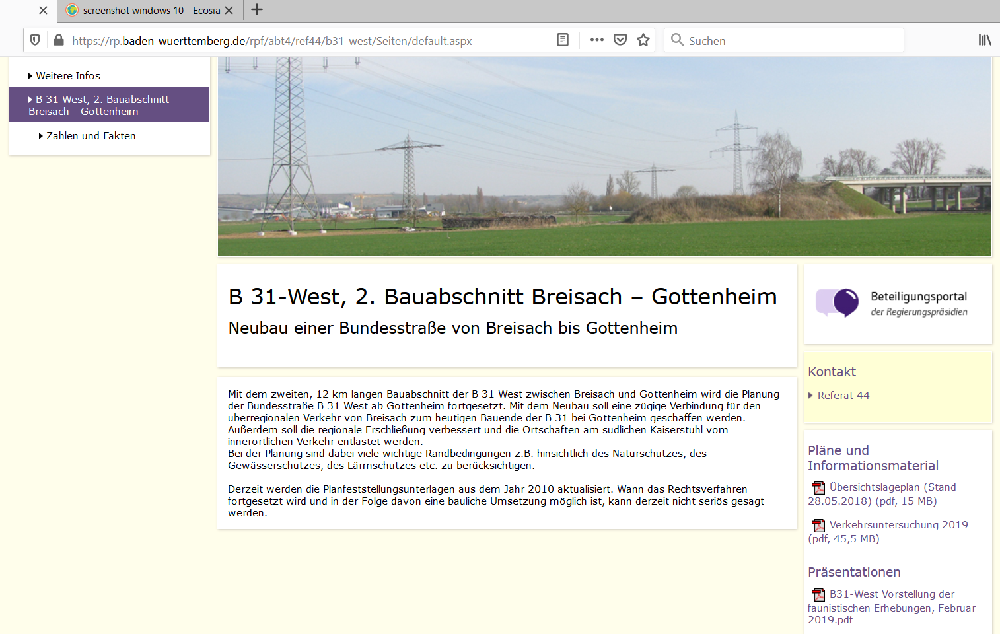 screenshot windows 10 - Ecosia
https://rp.baden-wuerttemberg.de/rpf/abt4/ref44/b31-west/Seiten/default.aspx
Suchen
Weitere Infos
B 31 West, 2. Bauabschnitt
Breisach - Gottenheim
Zahlen und Fakten
B 31-West, 2. Bauabschnitt Breisach – Gottenheim
Neubau einer Bundesstraße von Breisach bis Gottenheim
Mit dem zweiten, 12 km langen Bauabschnitt der B 31 West zwischen Breisach und Gottenheim wird die Planung
der Bundesstraße B 31 West ab Gottenheim fortgesetzt. Mit dem Neubau soll eine zügige Verbindung für den
überregionalen Verkehr von Breisach zum heutigen Bauende der B 31 bei Gottenheim geschaffen werden.
Außerdem soll die regionale Erschließung verbessert und die Ortschaften am südlichen Kaiserstuhl vom
innerörtlichen Verkehr entlastet werden.
Bei der Planung sind dabei viele wichtige Randbedingungen z.B. hinsichtlich des Naturschutzes, des
Gewässerschutzes, des Lärmschutzes etc. zu berücksichtigen.
Derzeit werden die Planfeststellungsunterlagen aus dem Jahr 2010 aktualisiert. Wann das Rechtsverfahren
fortgesetzt wird und in der Folge davon eine bauliche Umsetzung möglich ist, kann derzeit nicht seriös gesagt
werden.
Beteiligungsportal
der Regierungspräsidien
Kontakt
Referat 44
Pläne und
Informationsmaterial
Übersichtslageplan (Stand
28.05.2018) (pdf, 15 MB)
Verkehrsuntersuchung 2019
(pdf, 45,5 MB)
Präsentationen
B31-West Vorstellung der
faunistischen Erhebungen, Februar
2019.pdf